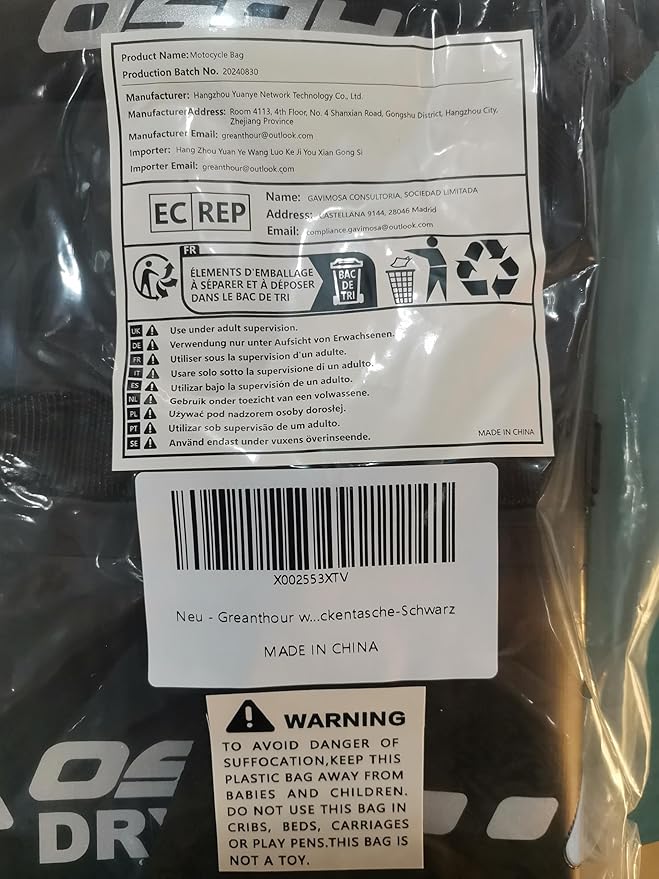 Product Name: Motocycle Bag
Production Batch No. 20240830
Manufacturer: Hangzhou Yuanye Network Technology Co., Ltd.
ManufacturerAddress: Room 4113, 4th Floor, No. 4 Shanxian Road, Gongshu District, Hangzhou City,
Zhejiang Province
Manufacturer Email: greanthour@outlook.com
Importer: Hang Zhou Yuan Ye Wang Luo Ke Ji You Xian Gong Si
Importer Email: greanthour@outlook.com
EC REP
Name: GAVIMOSA CONSULTORIA, SOCIEDAD LIMITADA
Address: CASTELLANA 9144, 28046 Madrid
Email: compliance.gavimosa@outlook.com
FR
ÉLEMENTS D'EMBALLAGE
À SÉPARER ET À DÉPOSER
DANS LE BAC DE TRI
BAC
DE
TRI
UK Use under adult supervision.
DE Verwendung nur unter Aufsicht von Erwachsenen.
FR Utiliser sous la supervision d'un adulte.
IT Usare solo sotto la supervisione di un adulto.
ES Utilizar bajo la supervisión de un adulto.
NL Gebruik onder toezicht van een volwassene.
PL Używać pod nadzorem osoby dorosłej.
PT Utilizar sob supervisão de um adulto.
SE Använd endast under vuxens överinseende.
MADE IN CHINA
X002553XTV
Neu - Greanthour w...ckentasche-Schwarz
MADE IN CHINA
WARNING
TO AVOID DANGER OF
SUFFOCATION,KEEP THIS
PLASTIC BAG AWAY FROM
BABIES AND CHILDREN.
DO NOT USE THIS BAG IN
CRIBS, BEDS, CARRIAGES
OR PLAY PENS.THIS BAG IS
NOT A TOY.
DRY